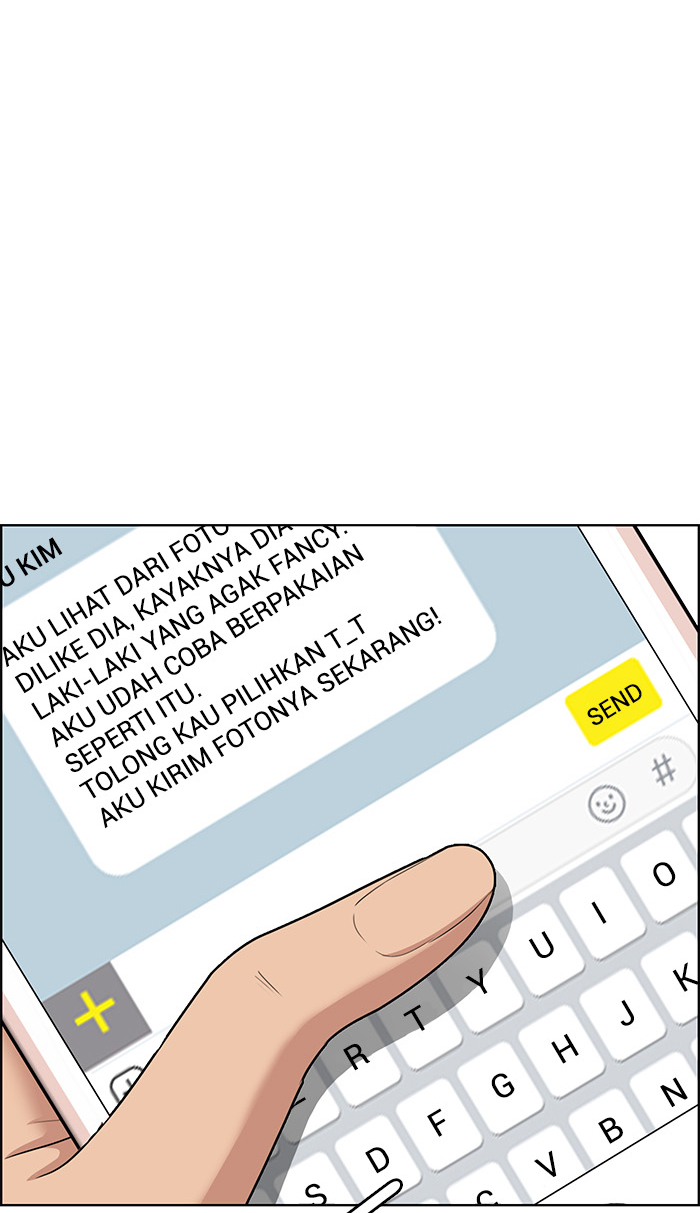 U KIM
AKU LIHAT DARI FOTO
DILIKE DIA, KAYAKNYA DIA
LAKI-LAKI YANG AGAK FANCY.
AKU UDAH COBA BERPAKAIAN
SEPERTI ITU.
TOLONG KAU PILIHKAN T_T
AKU KIRIM FOTONYA SEKARANG!
SEND
#
R T Y U I O
S D F G H J K
C V B N